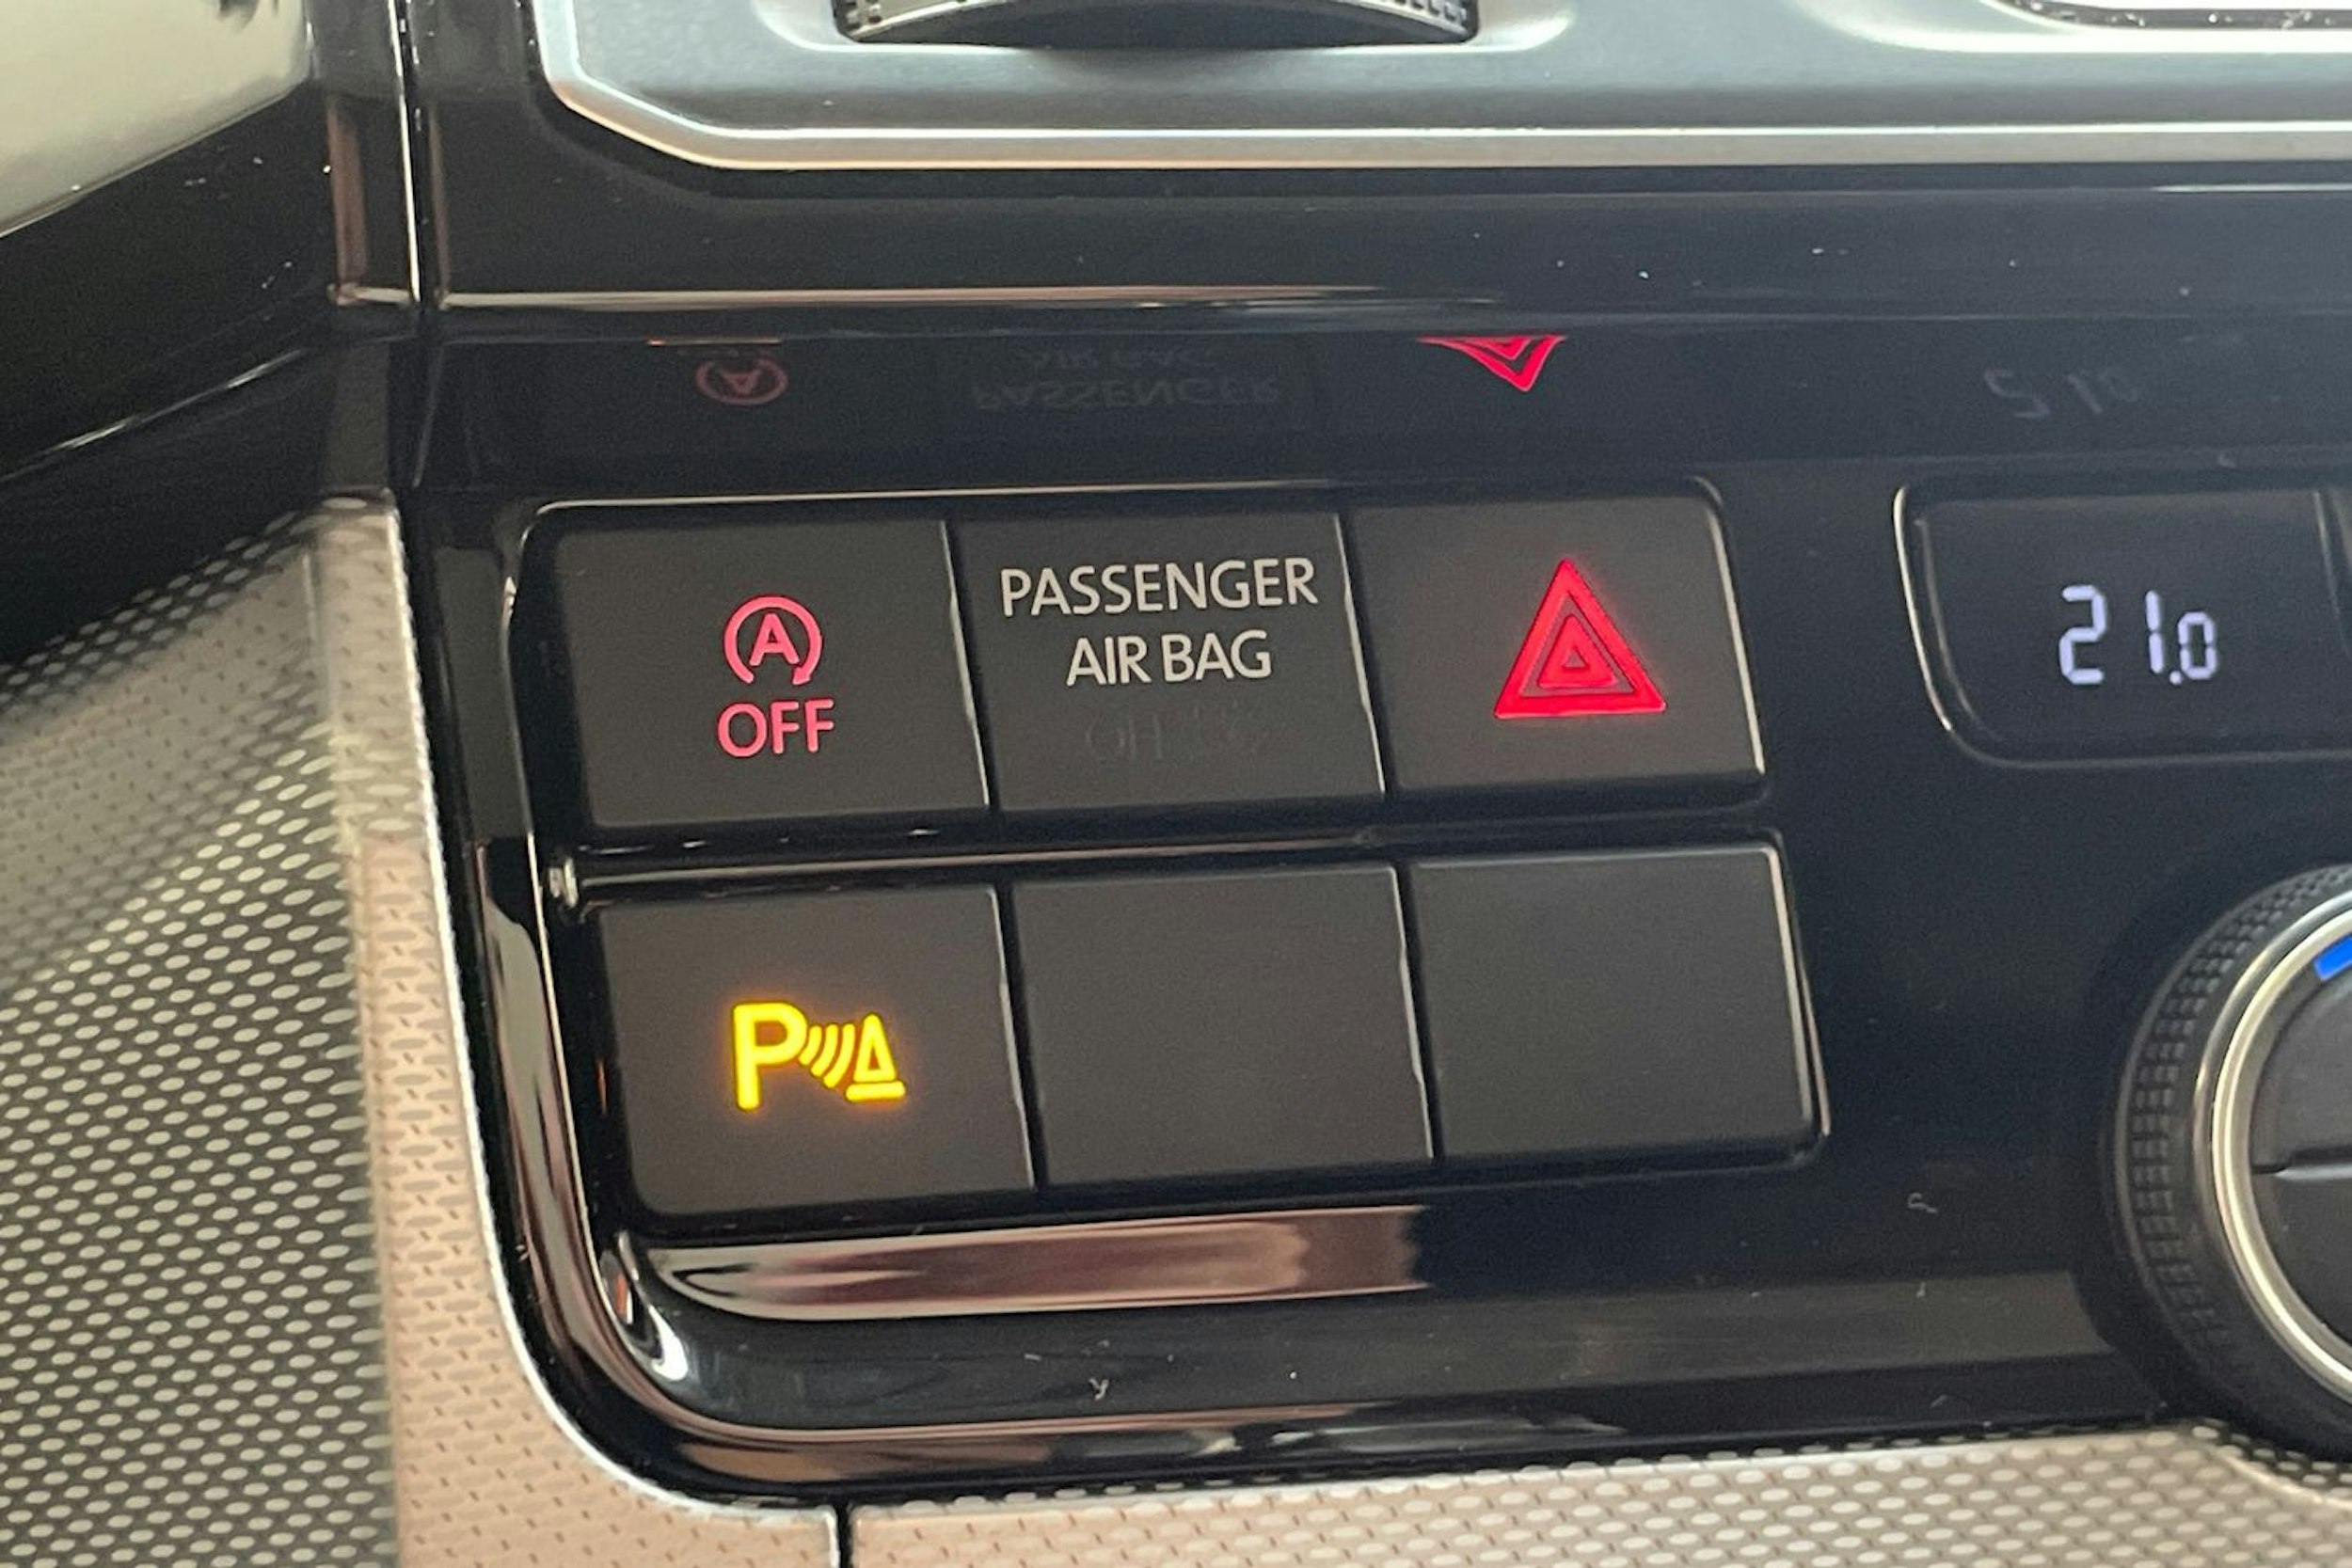 A
OFF
PASSENGER
AIR BAG
21.0
P